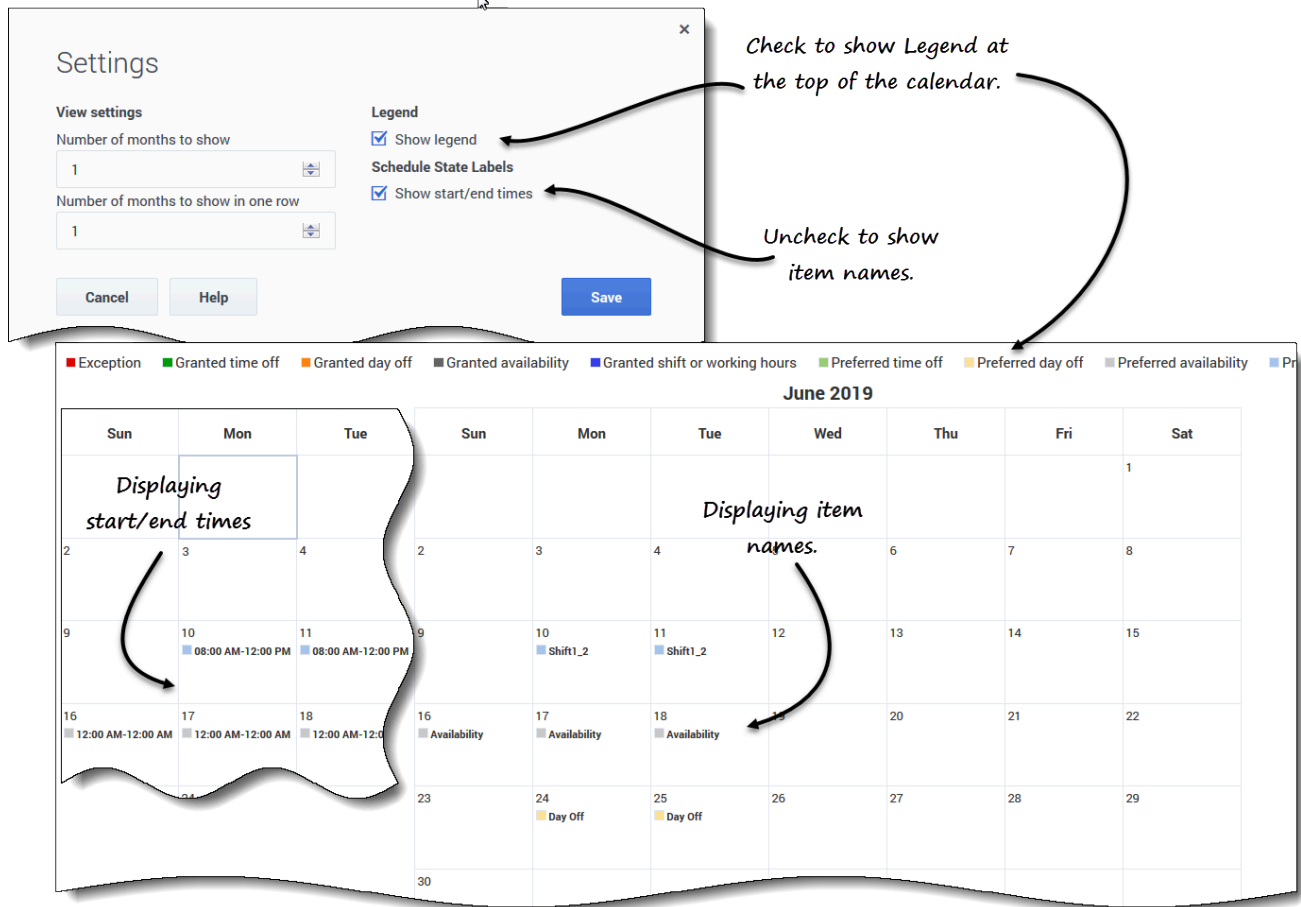 Settings
×
View settings
Number of months to show
1
Number of months to show in one row
1
Cancel
Help
Legend
Show legend
Schedule State Labels
Show start/end times
Save
Check to show Legend at
the top of the calendar.
Uncheck to show
item names.
Exception Granted time off Granted day off Granted availability Granted shift or working hours Preferred time off Preferred day off Preferred availability
June 2019
Sun Mon Tue
Displaying
start/end times
2 3 4
9 10 11
08:00 AM-12:00 PM 08:00 AM-12:00 PM
16 17 18
12:00 AM-12:00 AM 12:00 AM-12:00 AM 12:00 AM-12:0
24
Sun Mon Tue Wed Thu Fri Sat
1
Displaying item
names.
2 3 4 6 7 8
9 10 11 12 13 14 15
Shift1_2 Shift1_2
16 17 18 19 20 21 22
Availability Availability Availability
23 24 25 26 27 28 29
Day Off Day Off
30